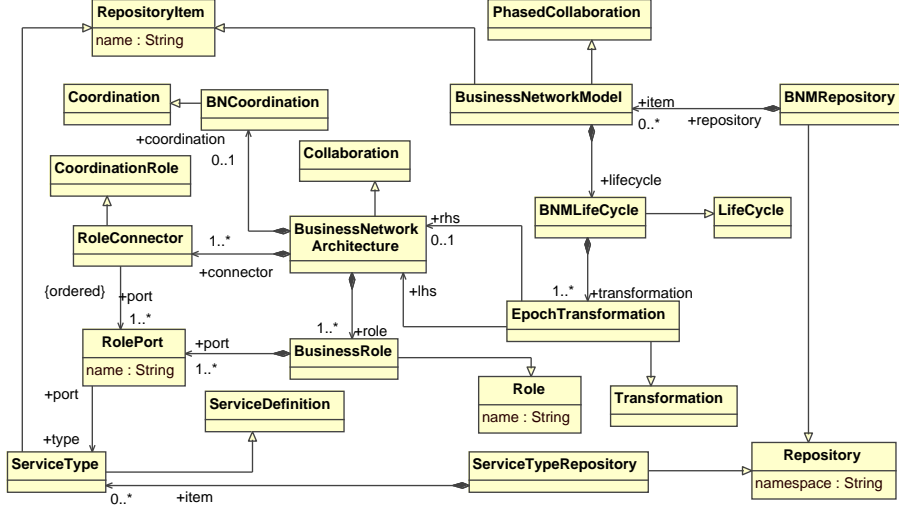 RepositoryItem
name : String
PhasedCollaboration
Coordination
BNCoordination
BusinessNetworkModel
+item
0..*
+repository
BNMRepository
+coordination
0..1
Collaboration
CoordinationRole
+lifecycle
BNMLifeCycle
LifeCycle
RoleConnector
1..*
+connector
BusinessNetwork
Architecture
+rhs
0..1
+lhs
{ordered}
+port
1..*
1..*
+role
1..*
+transformation
EpochTransformation
RolePort
name : String
+port
1..*
BusinessRole
+port
ServiceDefinition
Role
name : String
Transformation
+type
ServiceType
ServiceTypeRepository
Repository
namespace : String
0..*
+item